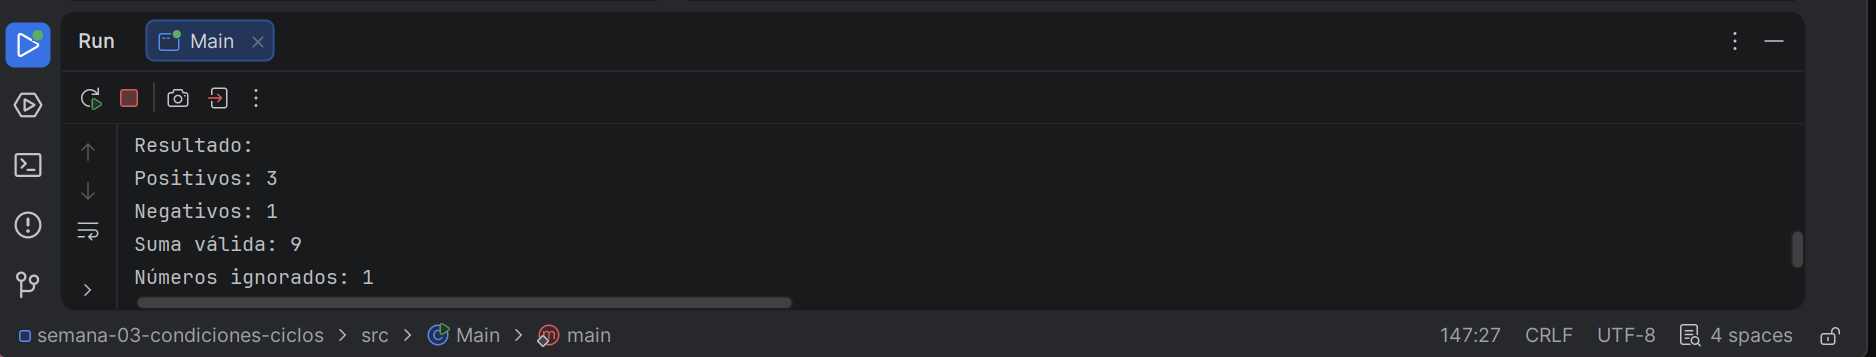 Run Main
Resultado:
Positivos: 3
Negativos: 1
Suma válida: 9
Números ignorados: 1
semana-03-condiciones-ciclos > src > Main > main 147:27 CRLF UTF-8 4 spaces